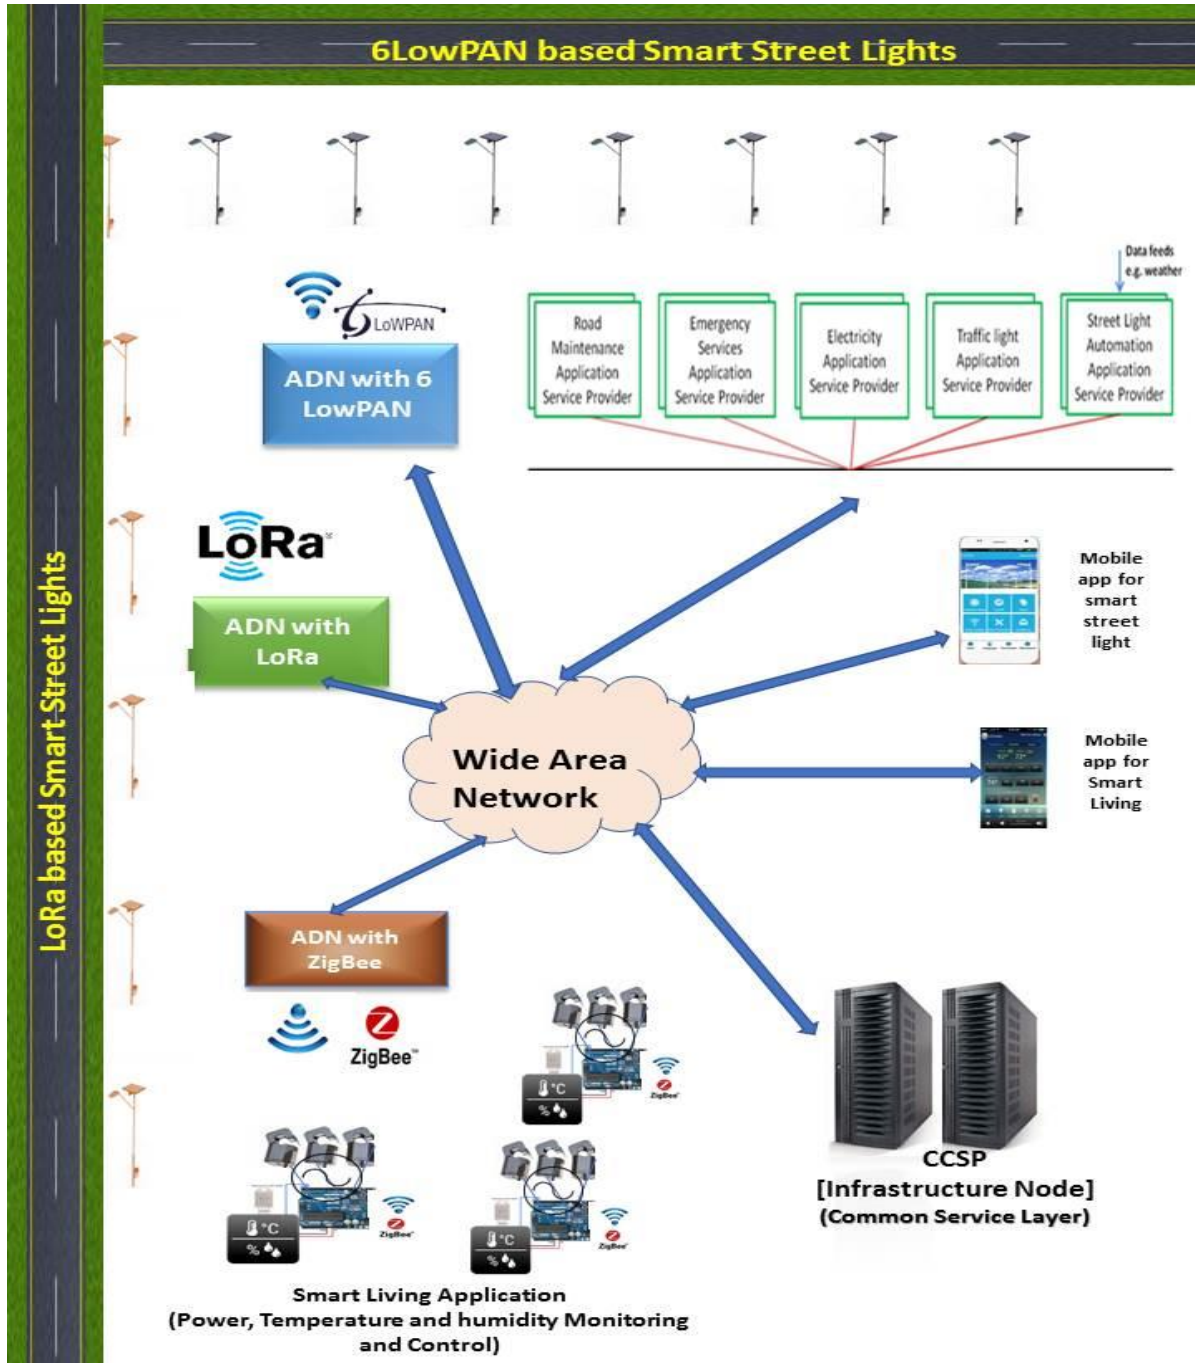 6LowPAN based Smart Street Lights
LoRa based Smart Street Lights
Data feeds
e.g. weather
LoWPAN
ADN with 6
LowPAN
Road
Maintenance
Application
Service Provider
Emergency
Services
Application
Service Provider
Electricity
Application
Service Provider
Traffic light
Application
Service Provider
Street Light
Automation
Application
Service Provider
LoRa
ADN with
LoRa
Mobile
app for
smart
street
light
Wide Area
Network
Mobile
app for
Smart
Living
ADN with
ZigBee
ZigBee™
°C
%
ZigBee
°C
%
ZigBee
°C
%
ZigBee
CCSP
[Infrastructure Node]
(Common Service Layer)
Smart Living Application
(Power, Temperature and humidity Monitoring
and Control)